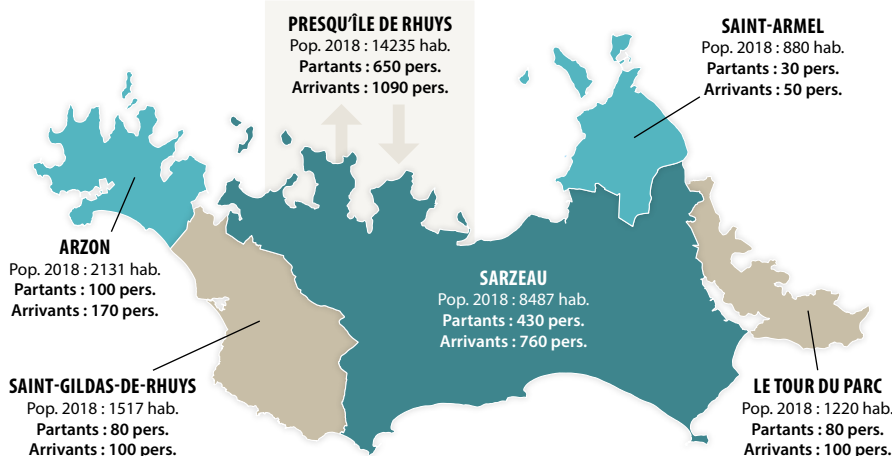 PRESQU'ÎLE DE RHUYS
Pop. 2018 : 14235 hab.
Partants : 650 pers.
Arrivants : 1090 pers.
SAINT-ARMEL
Pop. 2018 : 880 hab.
Partants : 30 pers.
Arrivants : 50 pers.
ARZON
Pop. 2018 : 2131 hab.
Partants : 100 pers.
Arrivants : 170 pers.
SARZEAU
Pop. 2018 : 8487 hab.
Partants : 430 pers.
Arrivants : 760 pers.
SAINT-GILDAS-DE-RHUYS
Pop. 2018 : 1517 hab.
Partants : 80 pers.
Arrivants : 100 pers.
LE TOUR DU PARC
Pop. 2018 : 1220 hab.
Partants : 80 pers.
Arrivants : 100 pers.